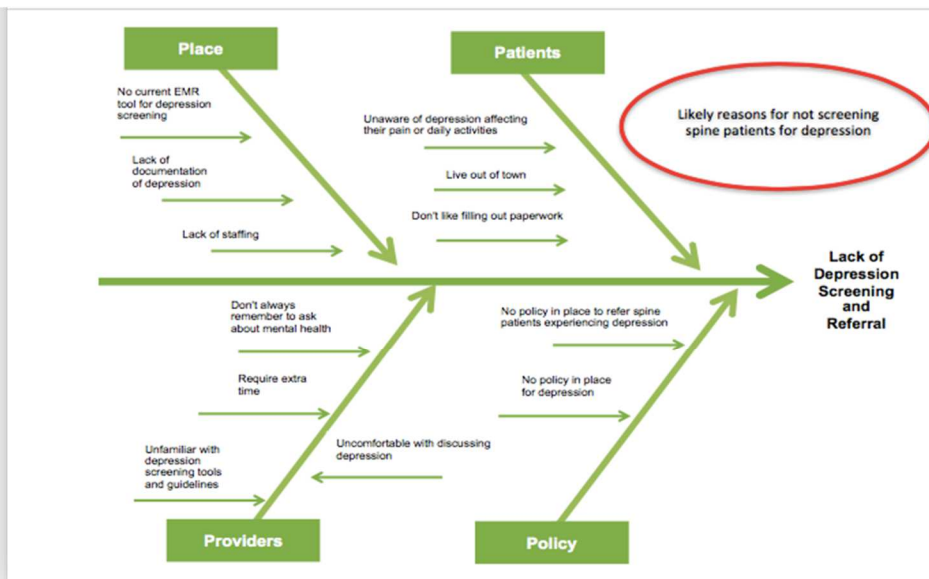 Place
Patients
Likely reasons for not screening
spine patients for depression
No current EMR
tool for depression
screening
Unaware of depression affecting
their pain or daily activities
Lack of
documentation
of depression
Live out of town
Don't like filling out paperwork
Lack of staffing
Lack of
Depression
Screening
and
Referral
Don't always
remember to ask
about mental health
No policy in place to refer spine
patients experiencing depression
Require extra
time
No policy in place
for depression
Unfamiliar with
depression
screening tools
and guidelines
Uncomfortable with discussing
depression
Providers
Policy